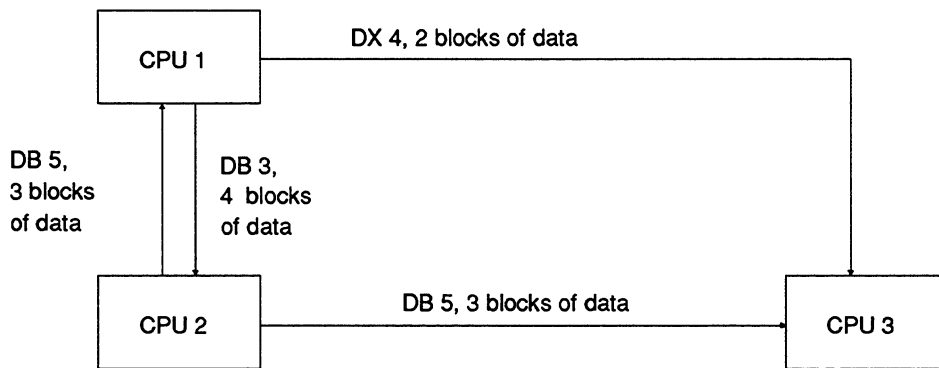 CPU 1
DX 4, 2 blocks of data
DB 5,
3 blocks
of data
DB 3,
4 blocks
of data
CPU 2
DB 5, 3 blocks of data
CPU 3